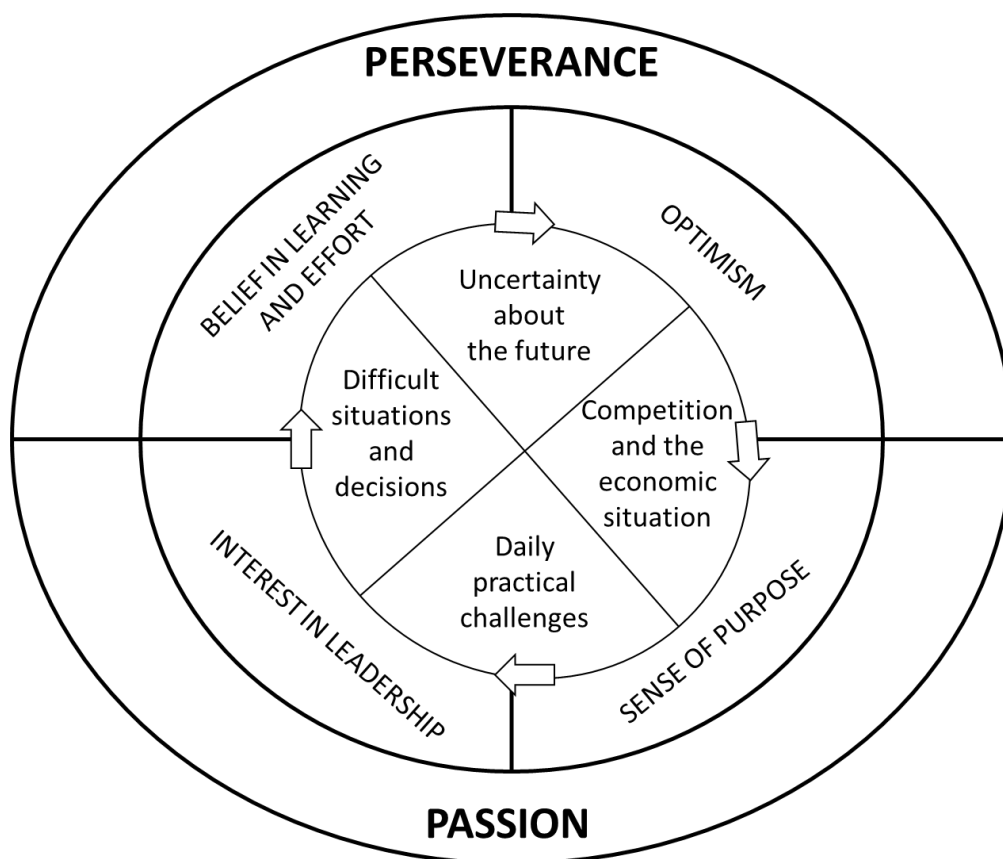 PERSEVERANCE
BELIEF IN LEARNING
AND EFFORT
OPTIMISM
Uncertainty
about
the future
Difficult
situations
and
decisions
Competition
and the
economic
situation
Daily
practical
challenges
INTEREST IN LEADERSHIP
SENSE OF PURPOSE
PASSION